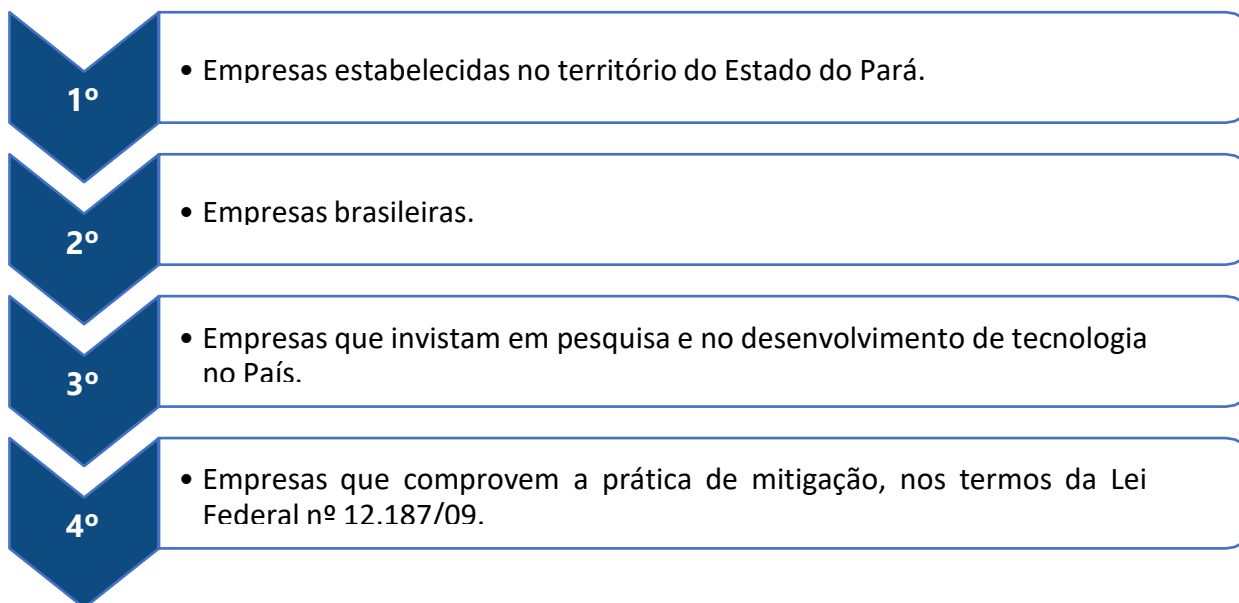 1º
• Empresas estabelecidas no território do Estado do Pará.
2º
• Empresas brasileiras.
3º
• Empresas que invistam em pesquisa e no desenvolvimento de tecnologia
no País.
4º
• Empresas que comprovem a prática de mitigação, nos termos da Lei
Federal nº 12.187/09.